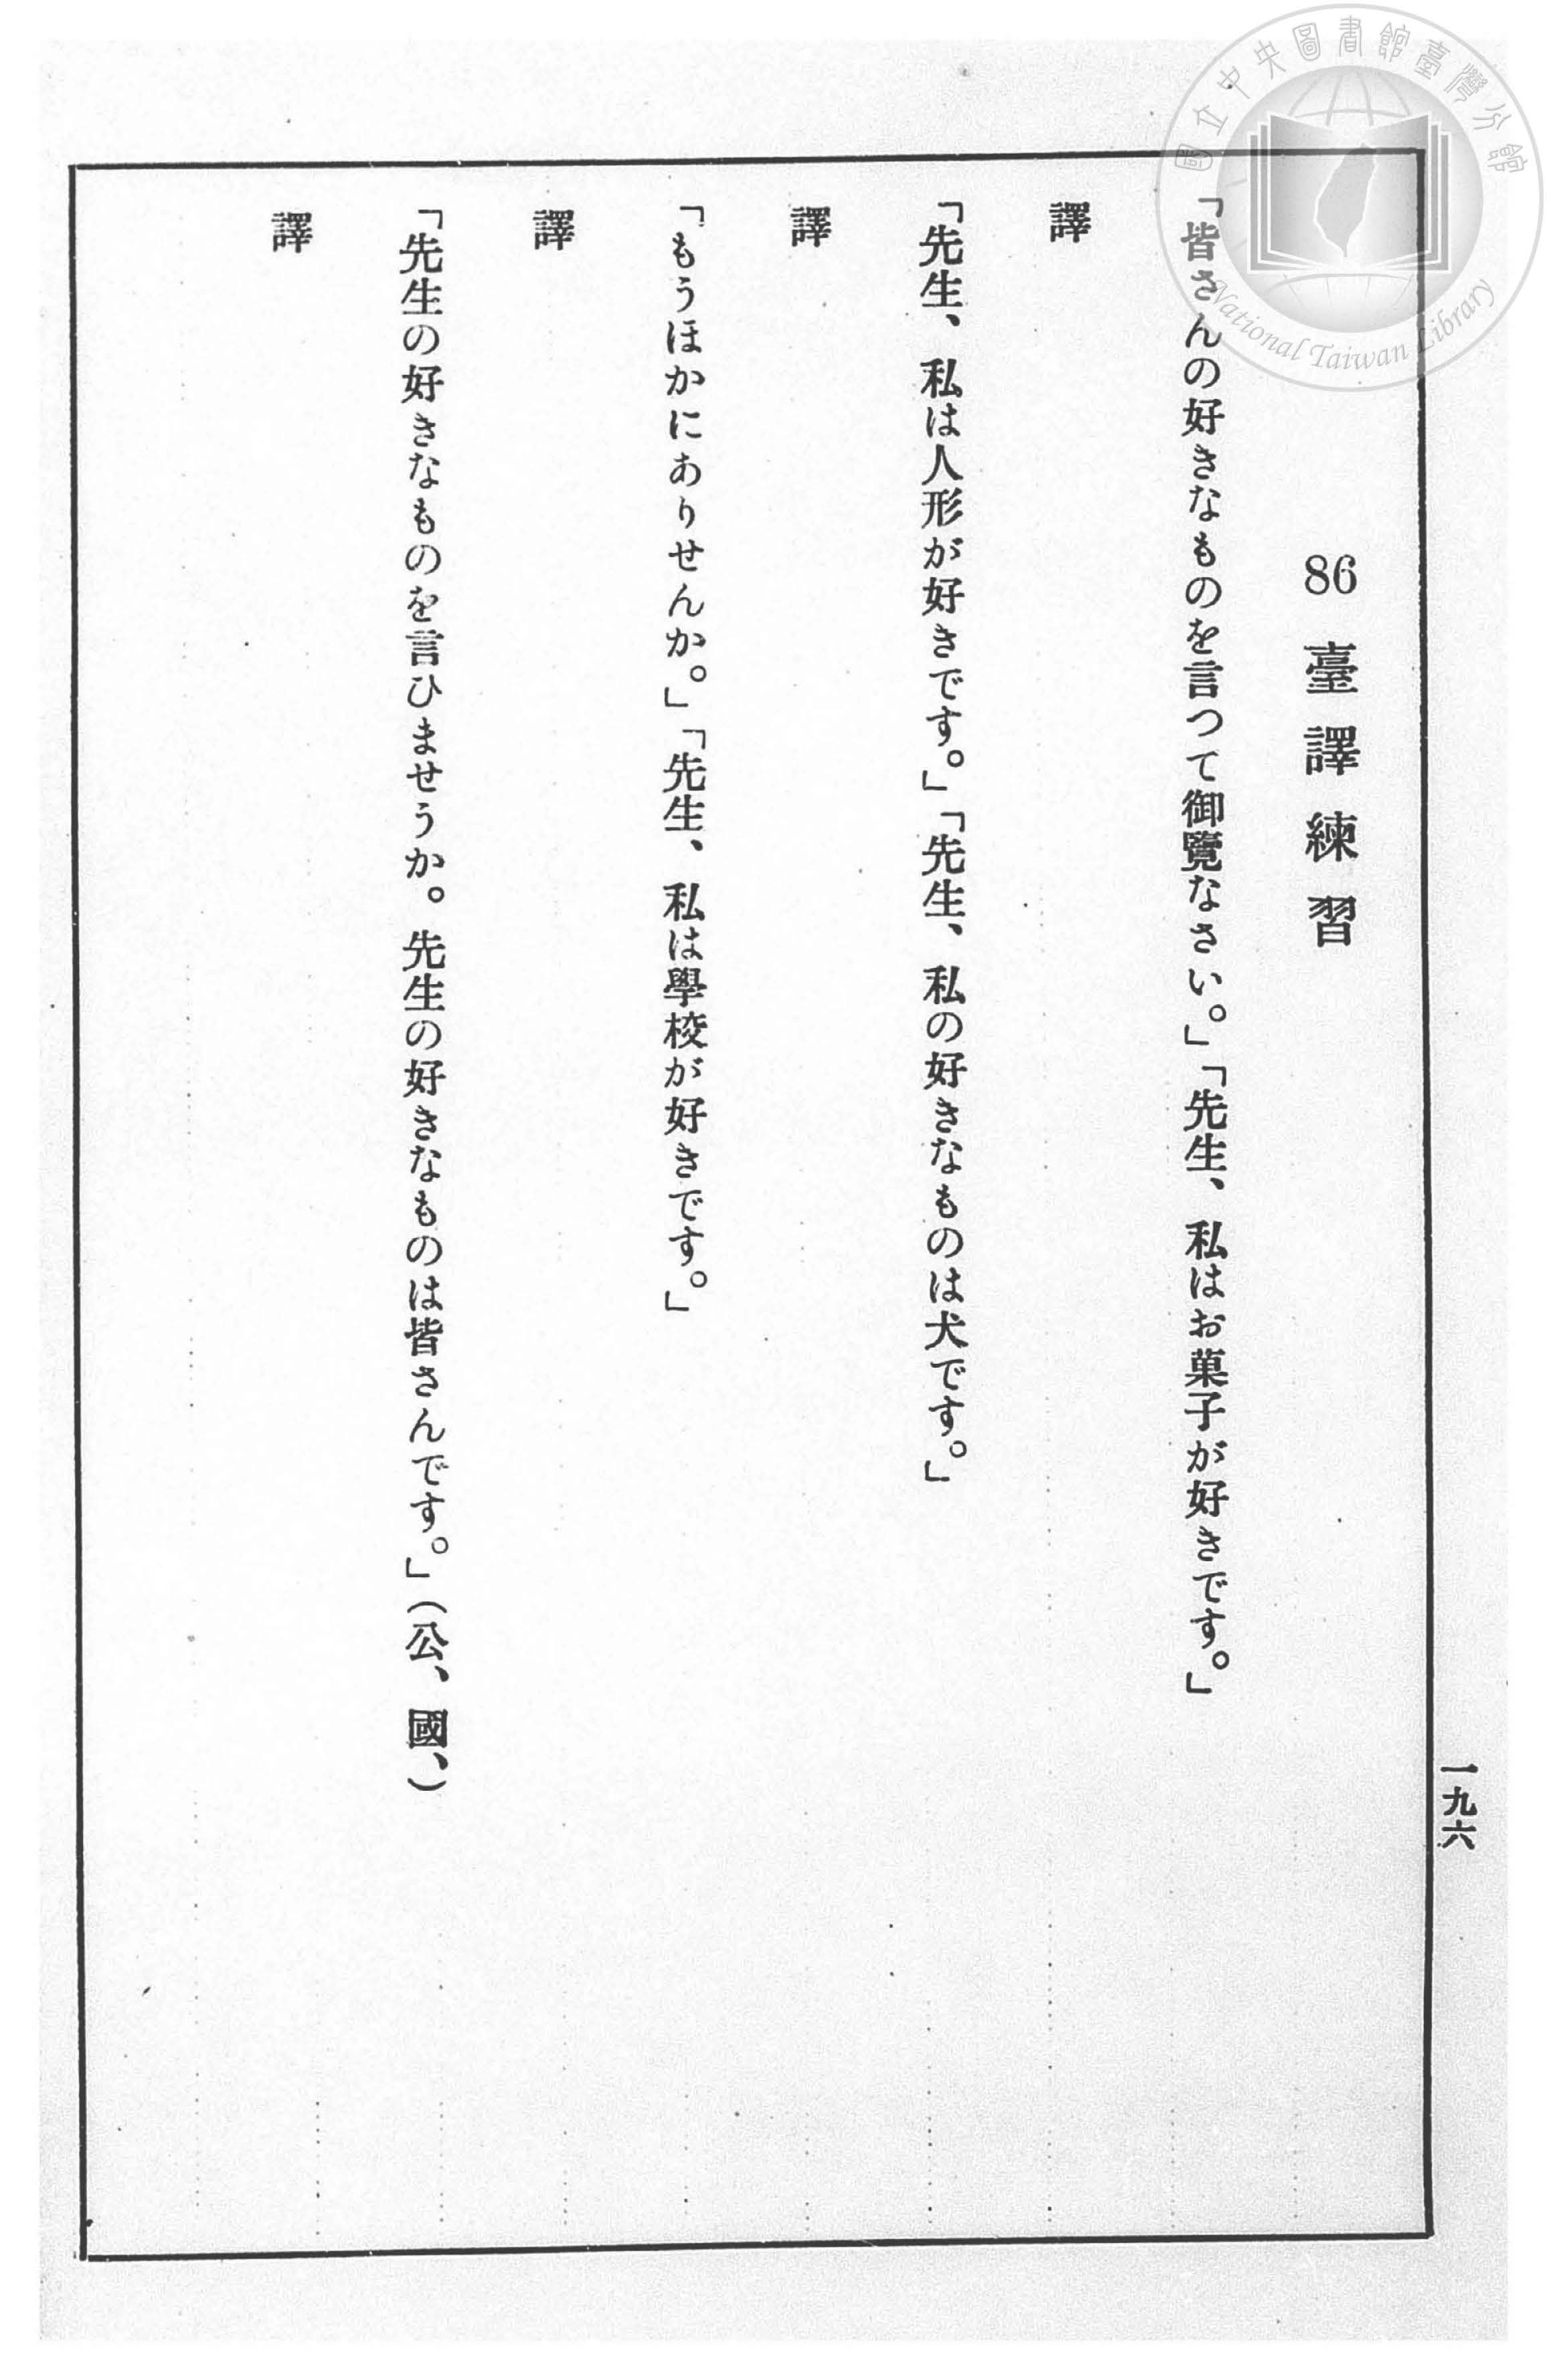 國立中央圖書館臺灣分館
National Taiwan Library
一九六
86 臺譯練習
「皆さんの好きなものを言つて御覽なさい。」「先生、私はお菓子が好きです。」
譯
「先生、私は人形が好きです。」「先生、私の好きなものは犬です。」
譯
「もうほかにありせんか。」「先生、私は學校が好きです。」
譯
「先生の好きなものを言ひませうか。先生の好きなものは皆さんです。」(公、國、)
譯